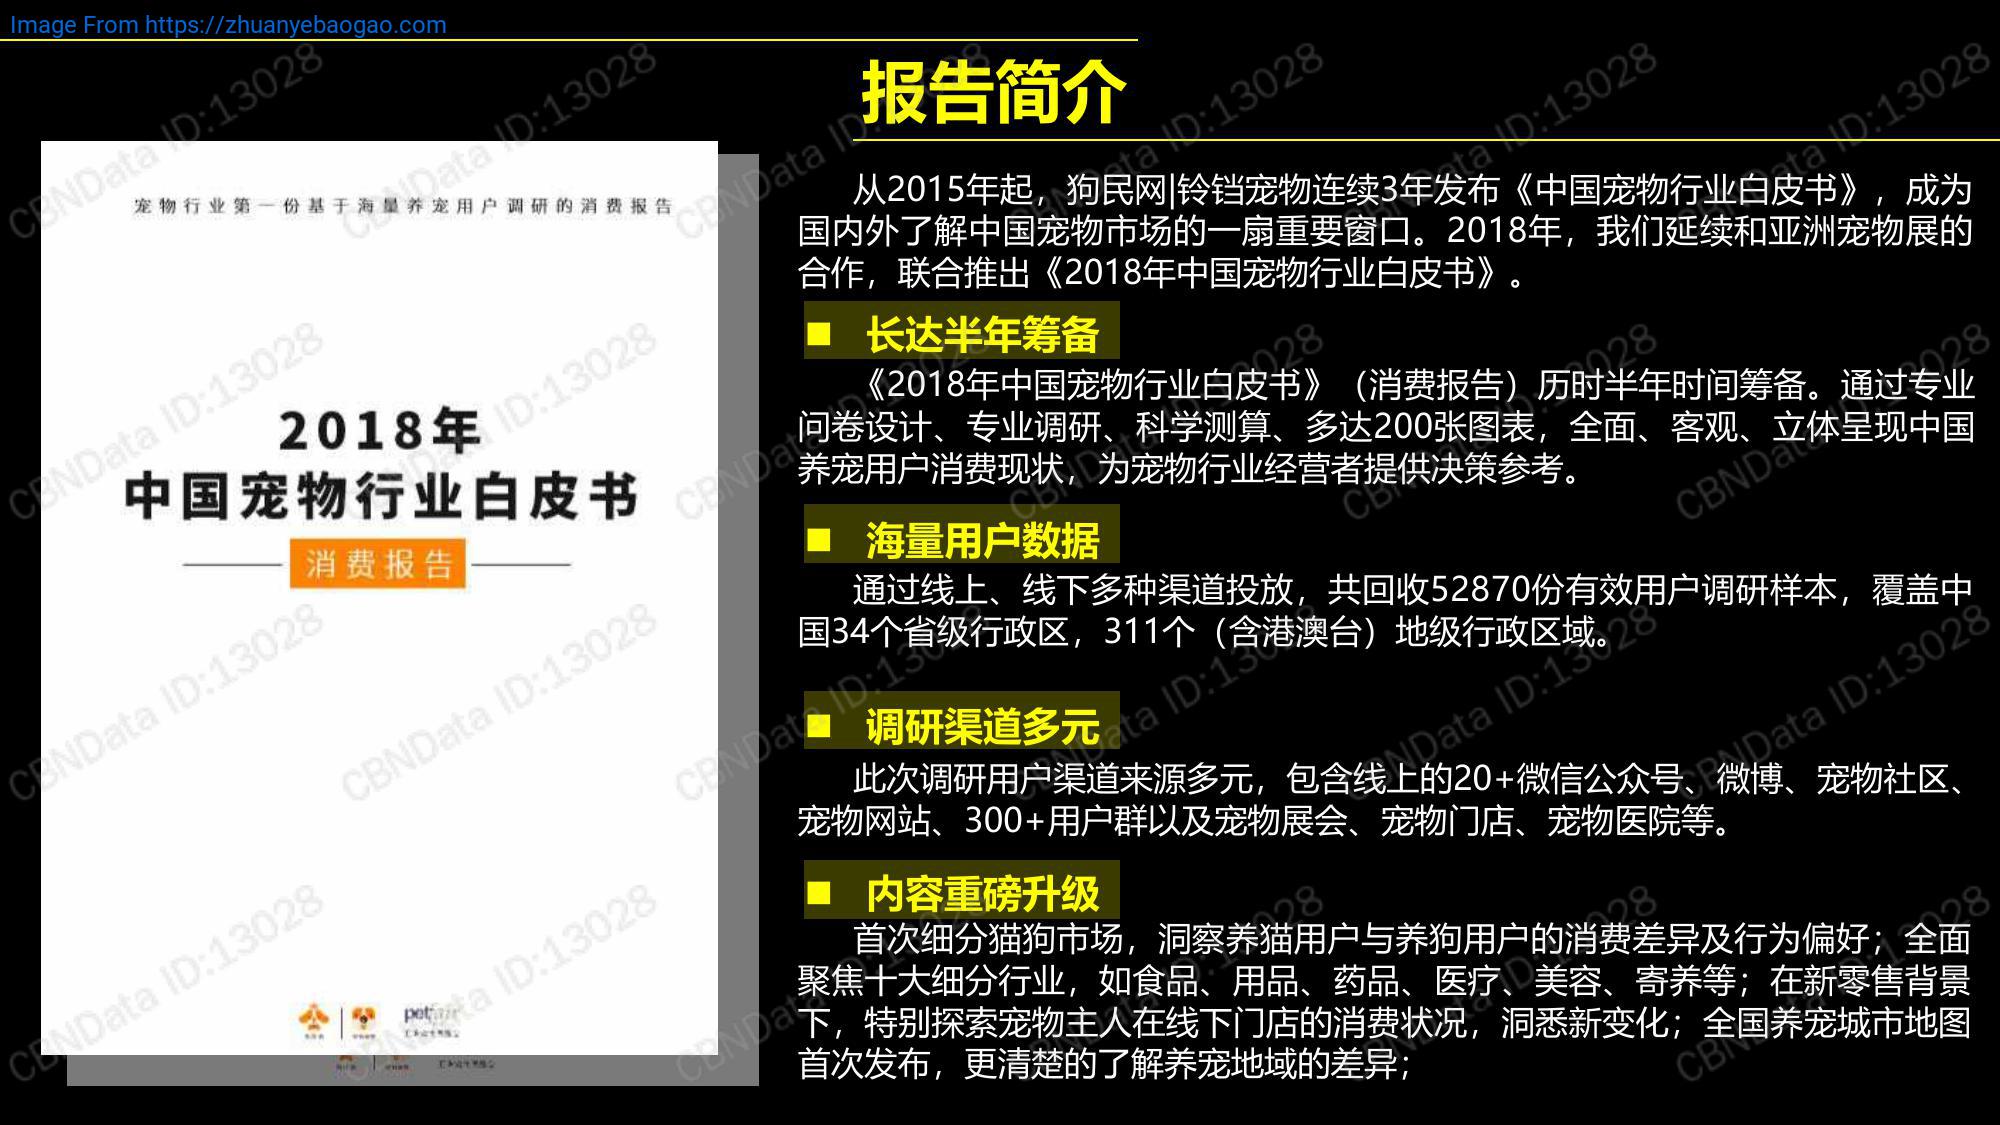 Image From https://zhuanyebaogao.com
报告简介
宠物行业第一份基于海量养宠用户调研的消费报告
2018年
中国宠物行业白皮书
消费报告
从2015年起，狗民网|铃铛宠物连续3年发布《中国宠物行业白皮书》，成为
国内外了解中国宠物市场的一扇重要窗口。2018年，我们延续和亚洲宠物展的
合作，联合推出《2018年中国宠物行业白皮书》。
■ 长达半年筹备
《2018年中国宠物行业白皮书》（消费报告）历时半年时间筹备。通过专业
问卷设计、专业调研、科学测算、多达200张图表，全面、客观、立体呈现中国
养宠用户消费现状，为宠物行业经营者提供决策参考。
■ 海量用户数据
通过线上、线下多种渠道投放，共回收52870份有效用户调研样本，覆盖中
国34个省级行政区，311个（含港澳台）地级行政区域。
■ 调研渠道多元
此次调研用户渠道来源多元，包含线上的20+微信公众号、微博、宠物社区、
宠物网站、300+用户群以及宠物展会、宠物门店、宠物医院等。
■ 内容重磅升级
首次细分猫狗市场，洞察养猫用户与养狗用户的消费差异及行为偏好；全面
聚焦十大细分行业，如食品、用品、药品、医疗、美容、寄养等；在新零售背景
下，特别探索宠物主人在线下门店的消费状况，洞悉新变化；全国养宠城市地图
首次发布，更清楚的了解养宠地域的差异；
petfair
CBNData ID:13028